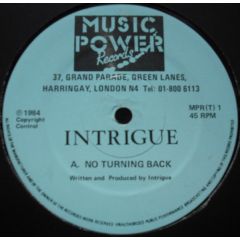 MUSIC
POWER
Records
37, GRAND PARADE, GREEN LANES,
HARRINGAY, LONDON N4 Tel: 01-800 6113
℗1984
Copyright
Control
MPR(T) 1
45 RPM
INTRIGUE
A. NO TURNING BACK
Written and Produced by Intrigue